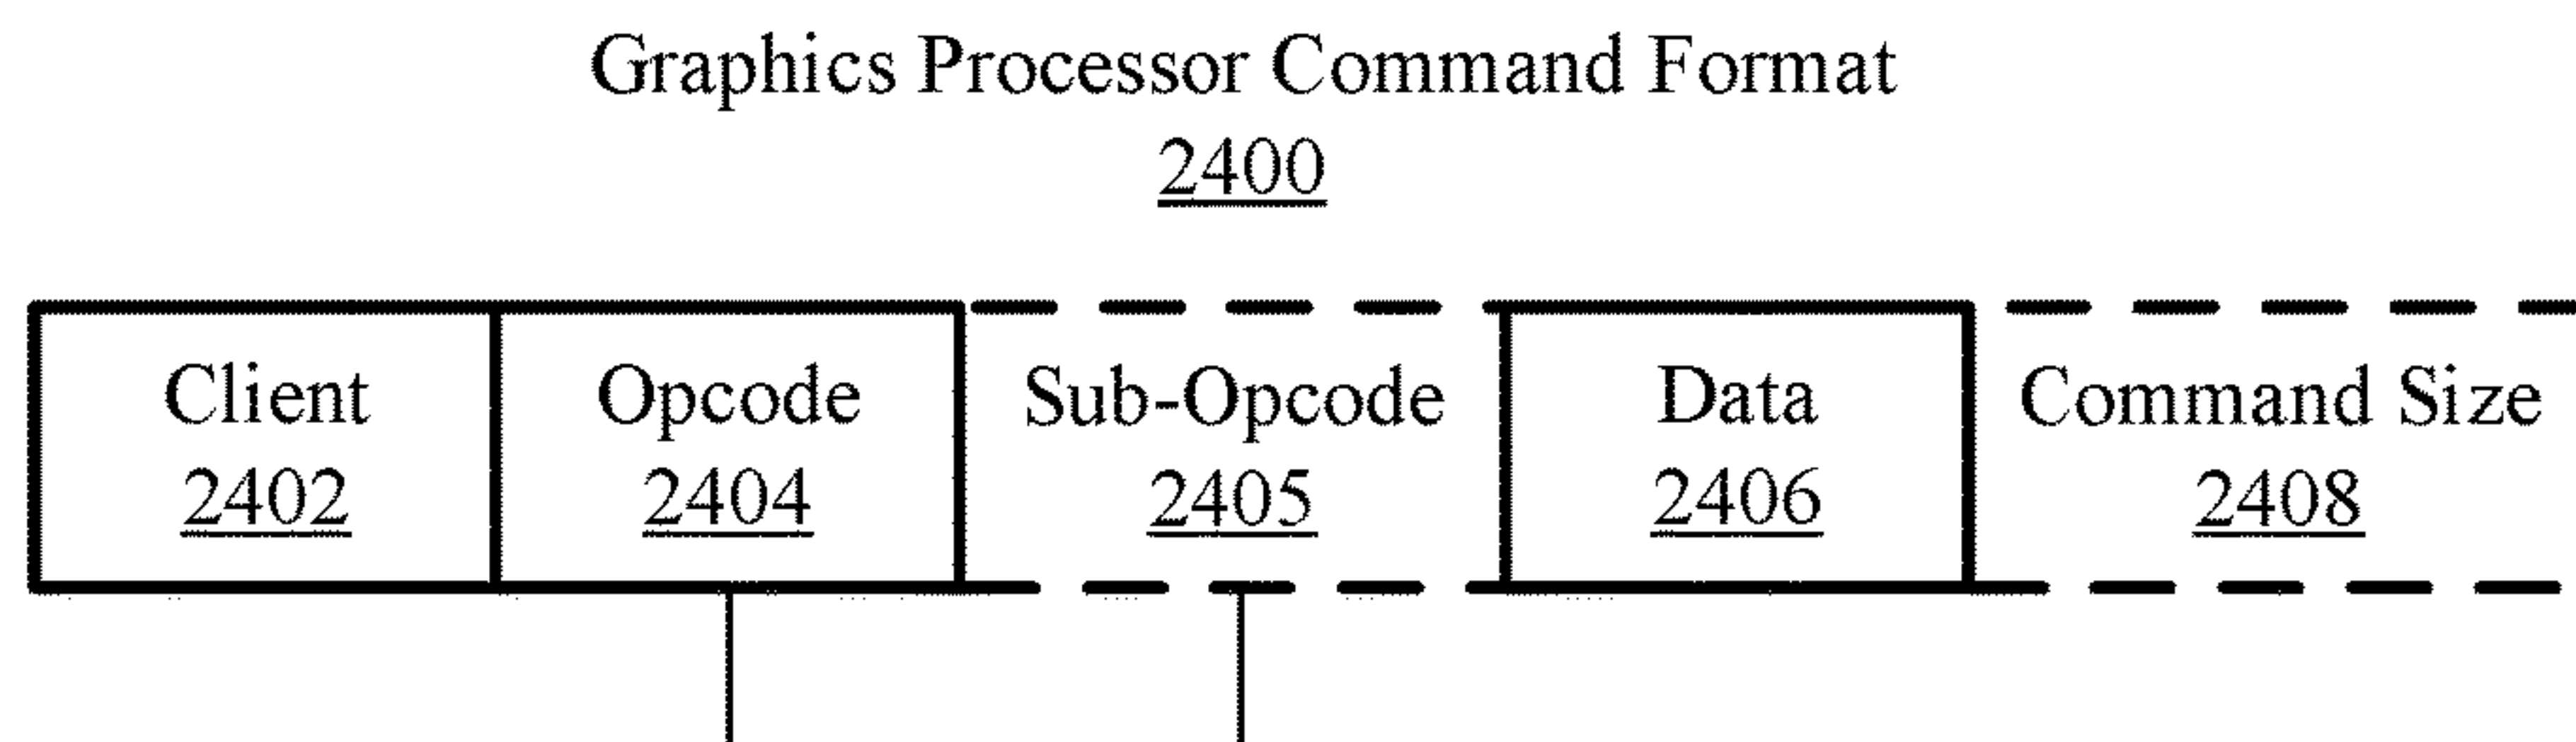 Graphics Processor Command Format
2400
Client Opcode Sub-Opcode Data Command Size
2402 2404 2405 2406 2408